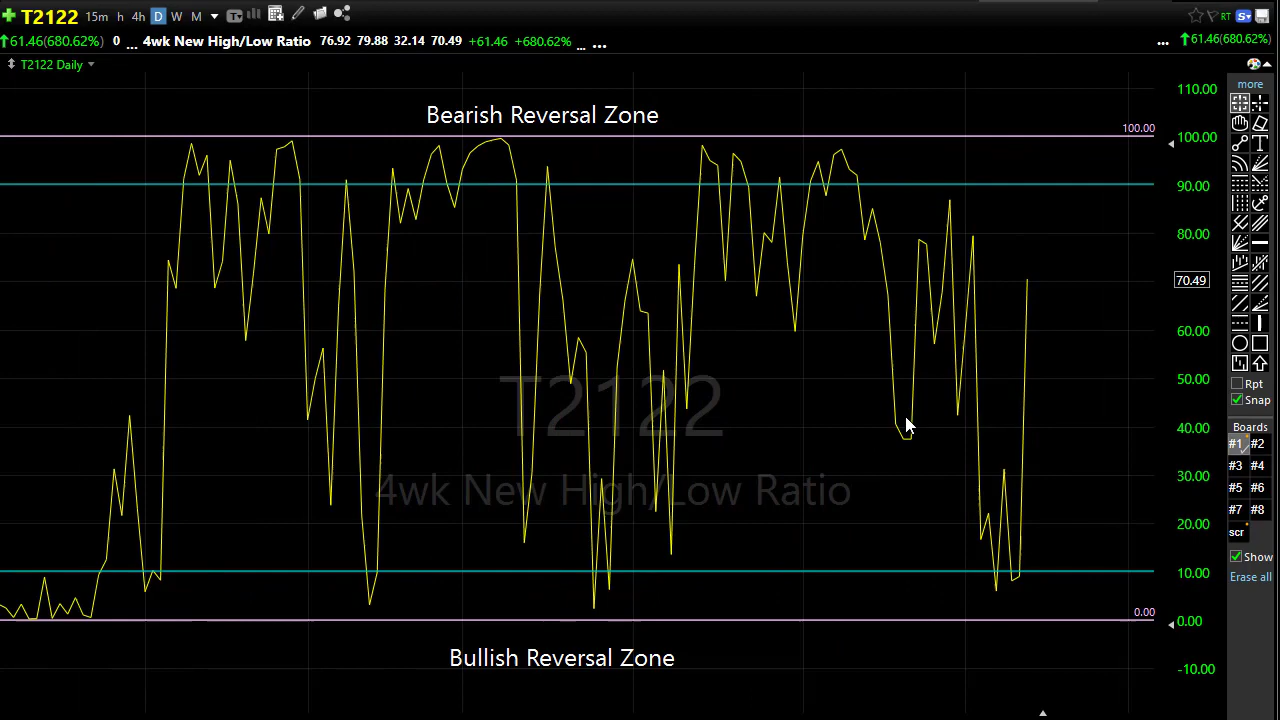 T2122 15m h 4h D W M RT S
61.46(680.62%) 0 ... 4wk New High/Low Ratio 76.92 79.88 32.14 70.49 +61.46 +680.62% ... ... ... 61.46(680.62%)
T2122 Daily
more
110.00
Bearish Reversal Zone
100.00
100.00
90.00
80.00
70.49
60.00
T2122
50.00
40.00
4wk New High/Low Ratio
30.00
20.00
10.00
0.00
0.00
Bullish Reversal Zone
-10.00
T
Rpt
Snap
Boards
#1 #2
#3 #4
#5 #6
#7 #8
scr
Show
Erase all